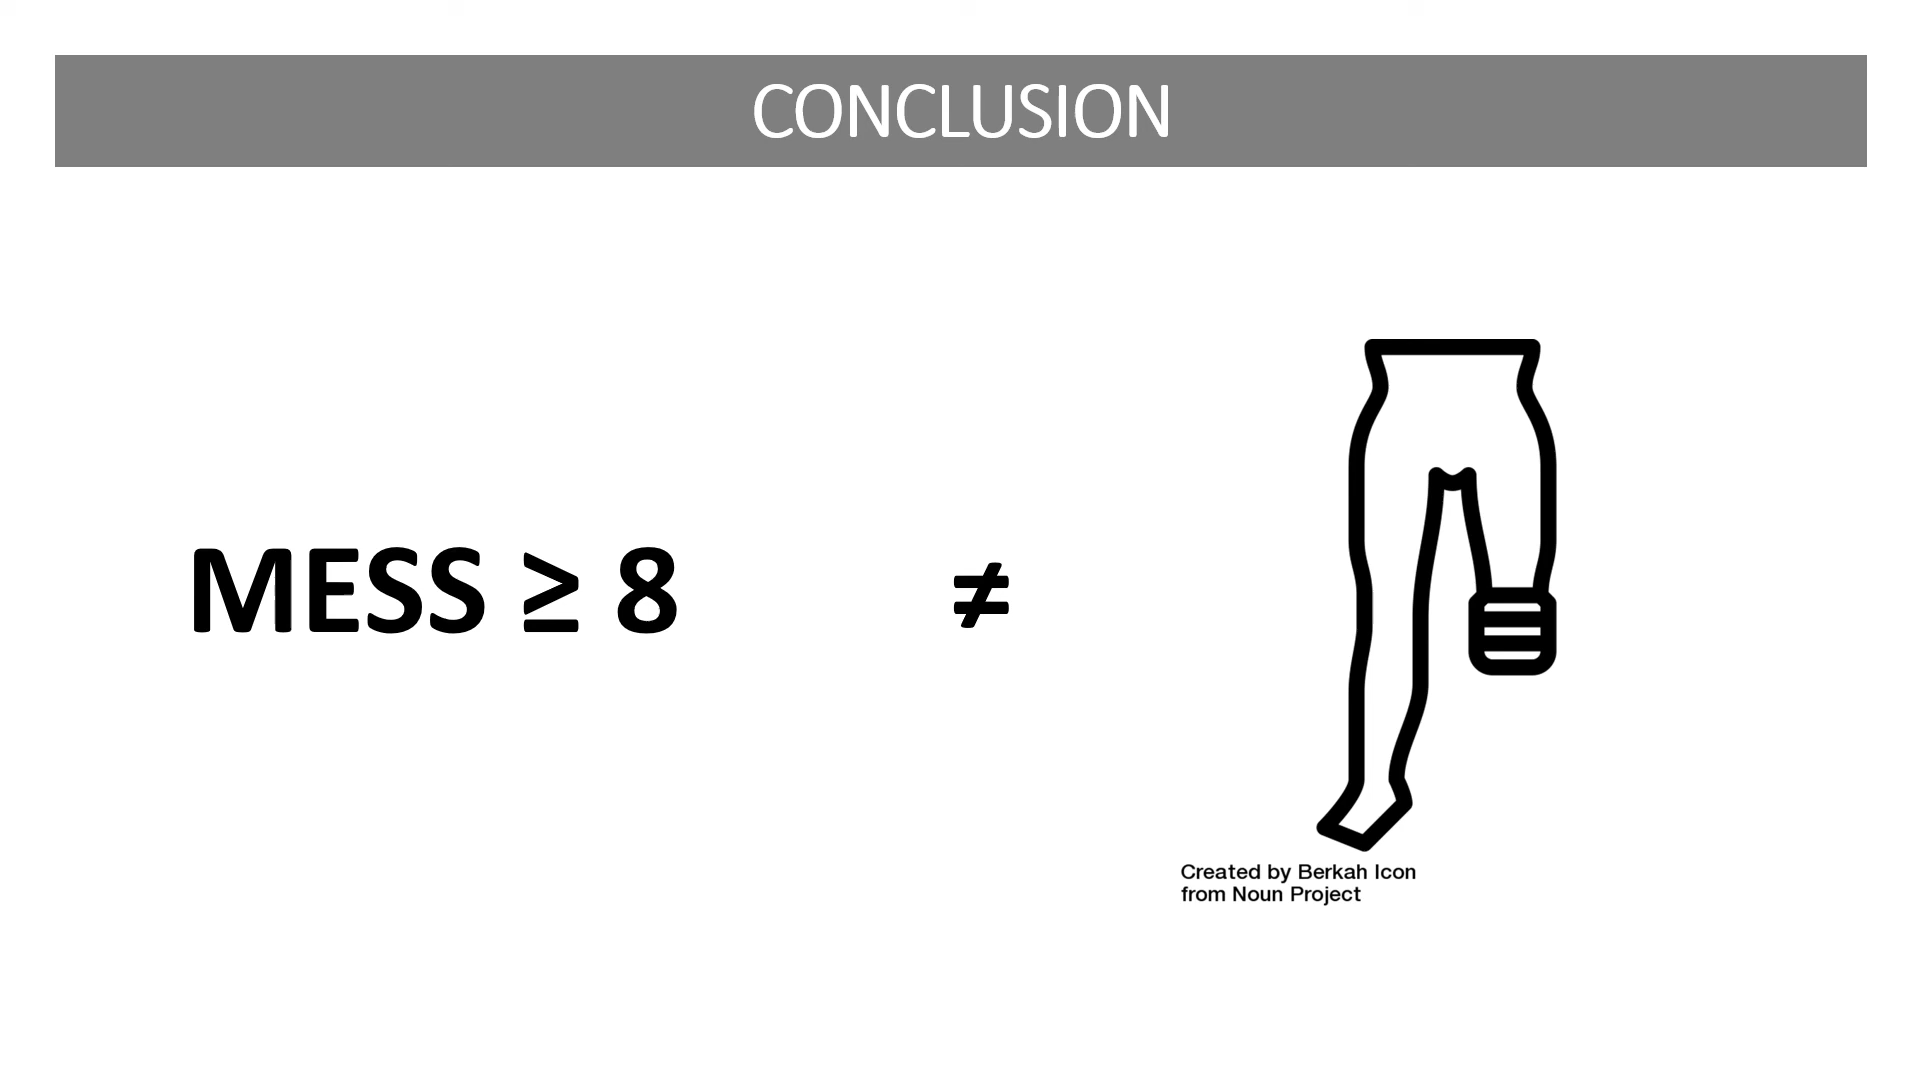 CONCLUSION
MESS ≥ 8 ≠
Created by Berkah Icon
from Noun Project